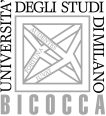 UNIVERSITÀ
DEGLI STUDI
DI MILANO
BICOCCA